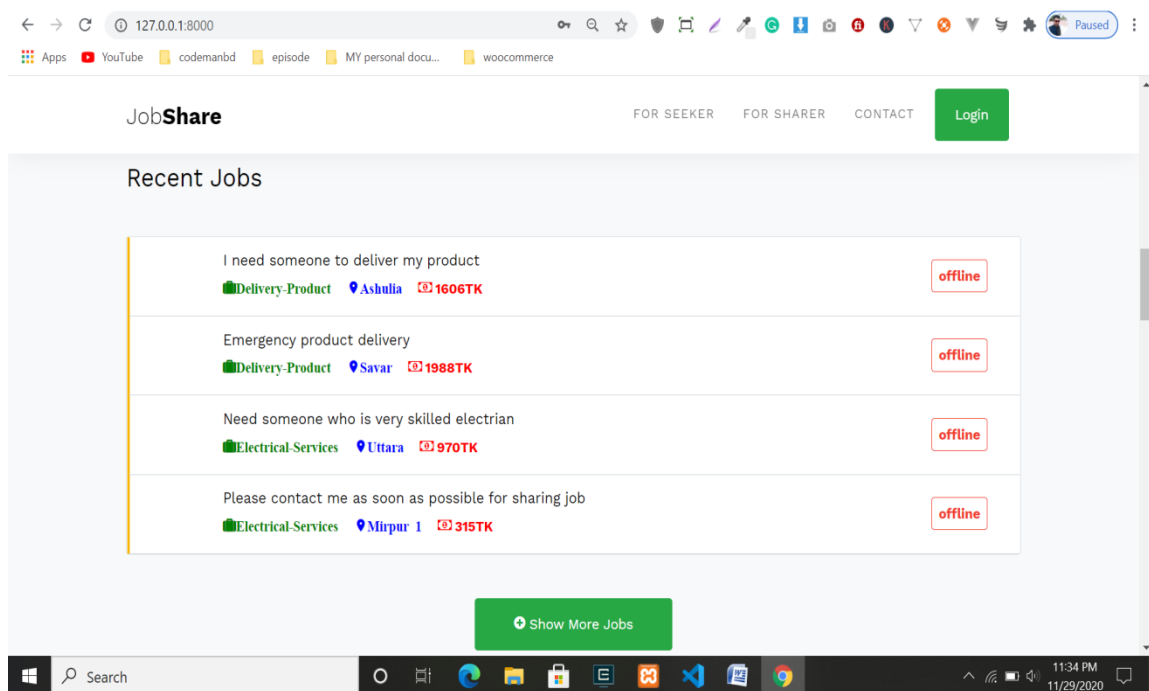 127.0.0.1:8000
Paused
Apps YouTube codemanbd episode MY personal docu... woocommerce
JobShare FOR SEEKER FOR SHARER CONTACT Login
Recent Jobs
I need someone to deliver my product
Delivery-Product Ashulia 1606TK
offline
Emergency product delivery
Delivery-Product Savar 1988TK
offline
Need someone who is very skilled electrian
Electrical-Services Uttara 970TK
offline
Please contact me as soon as possible for sharing job
Electrical-Services Mirpur 1 315TK
offline
Show More Jobs
Search
11:34 PM
11/29/2020